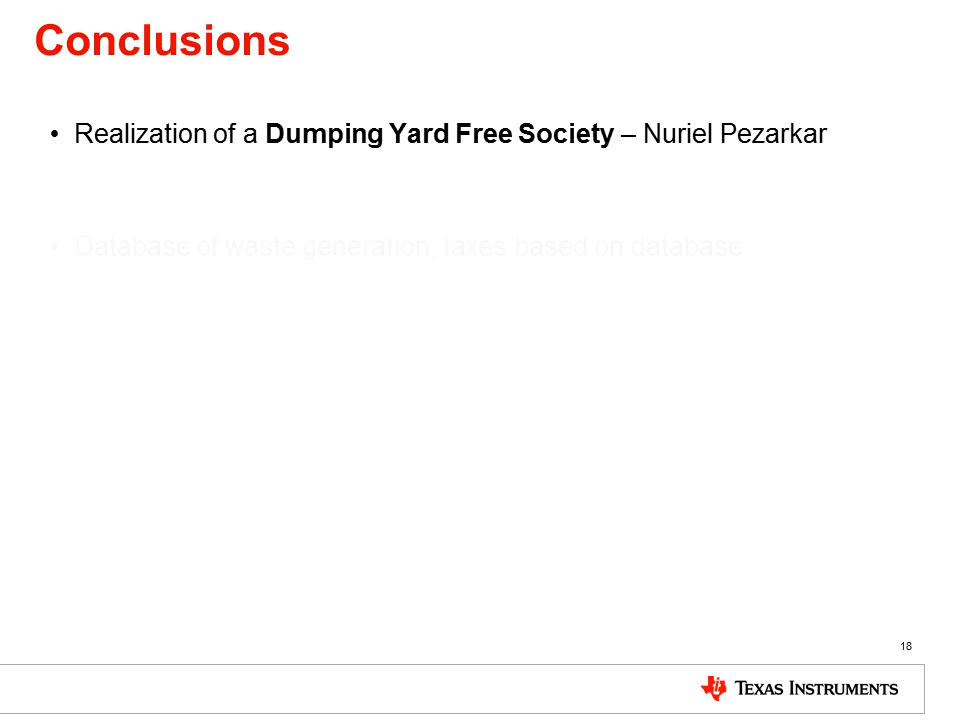 Conclusions
• Realization of a Dumping Yard Free Society – Nuriel Pezarkar
• Database of waste generation, taxes based on database
18
TEXAS INSTRUMENTS